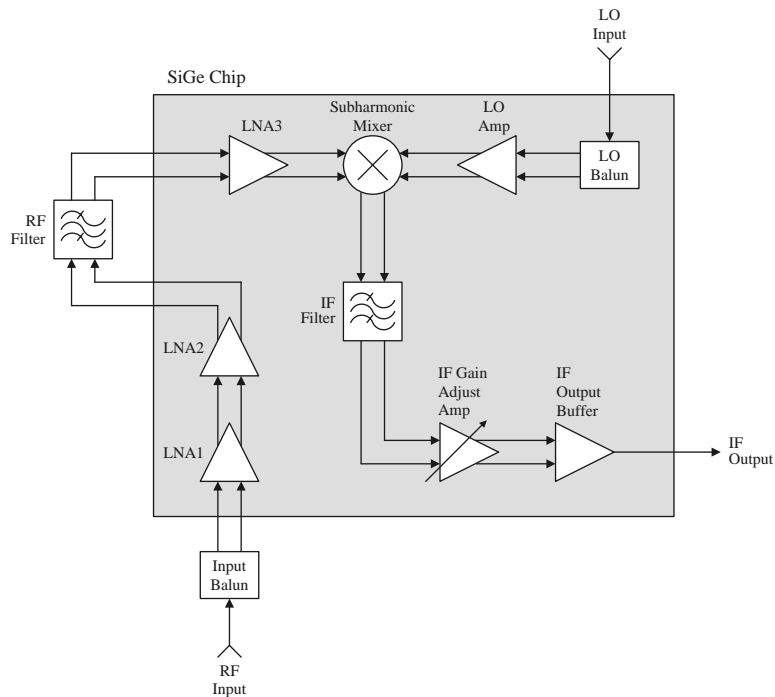 LO
Input
SiGe Chip
Subharmonic
Mixer
LO
Amp
LNA3
LO
Balun
RF
Filter
IF
Filter
LNA2
IF Gain
Adjust
Amp
IF
Output
Buffer
LNA1
IF
Output
Input
Balun
RF
Input